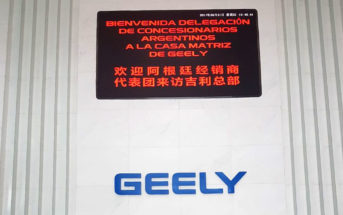 BIENVENIDA DELEGACIÓN
DE CONCESIONARIOS
ARGENTINOS
A LA CASA MATRIZ
DE GEELY
欢迎阿根廷经销商
代表团来访吉利总部
GEELY